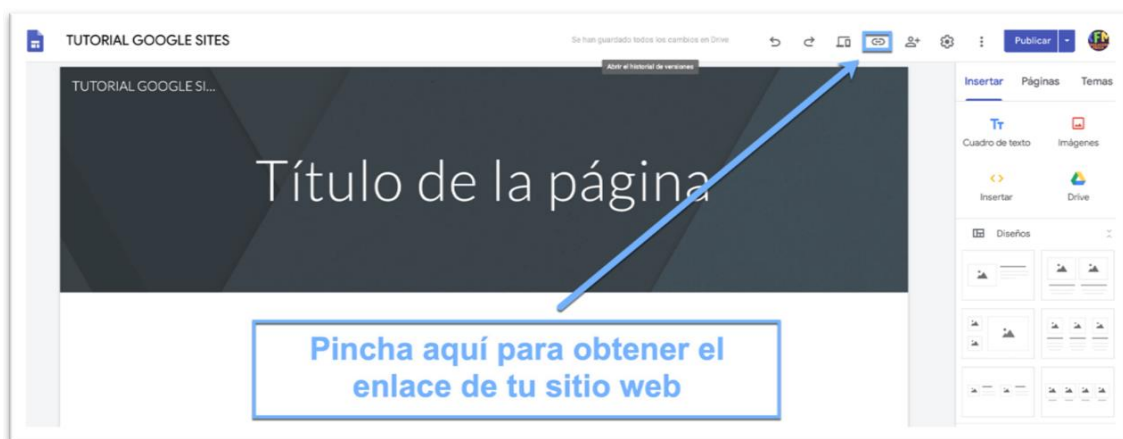 TUTORIAL GOOGLE SITES
Se han guardado todos los cambios en Drive
Publicar
Abrir el historial de versiones
TUTORIAL GOOGLE SI...
Título de la página
Pincha aquí para obtener el
enlace de tu sitio web
Insertar Páginas Temas
Tт
Cuadro de texto Imágenes
Insertar Drive
Diseños